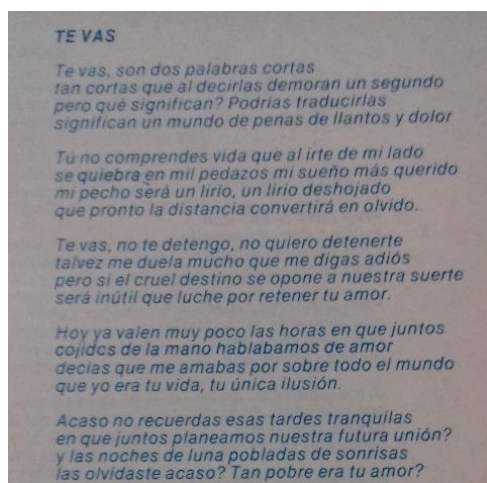 TE VAS
Te vas, son dos palabras cortas
tan cortas que al decirlas demoran un segundo
pero qué significan? Podrías traducirlas
significan un mundo de penas de llantos y dolor
Tú no comprendes vida que al irte de mi lado
se quiebra en mil pedazos mi sueño más querido
mi pecho será un lirio, un lirio deshojado
que pronto la distancia convertirá en olvido.
Te vas, no te detengo, no quiero detenerte
talvez me duela mucho que me digas adiós
pero si el cruel destino se opone a nuestra suerte
será inútil que luche por retener tu amor.
Hoy ya valen muy poco las horas en que juntos
cojidos de la mano hablabamos de amor
decias que me amabas por sobre todo el mundo
que yo era tu vida, tu única ilusión.
Acaso no recuerdas esas tardes tranquilas
en que juntos planeamos nuestra futura unión?
y las noches de luna pobladas de sonrisas
las olvidaste acaso? Tan pobre era tu amor?